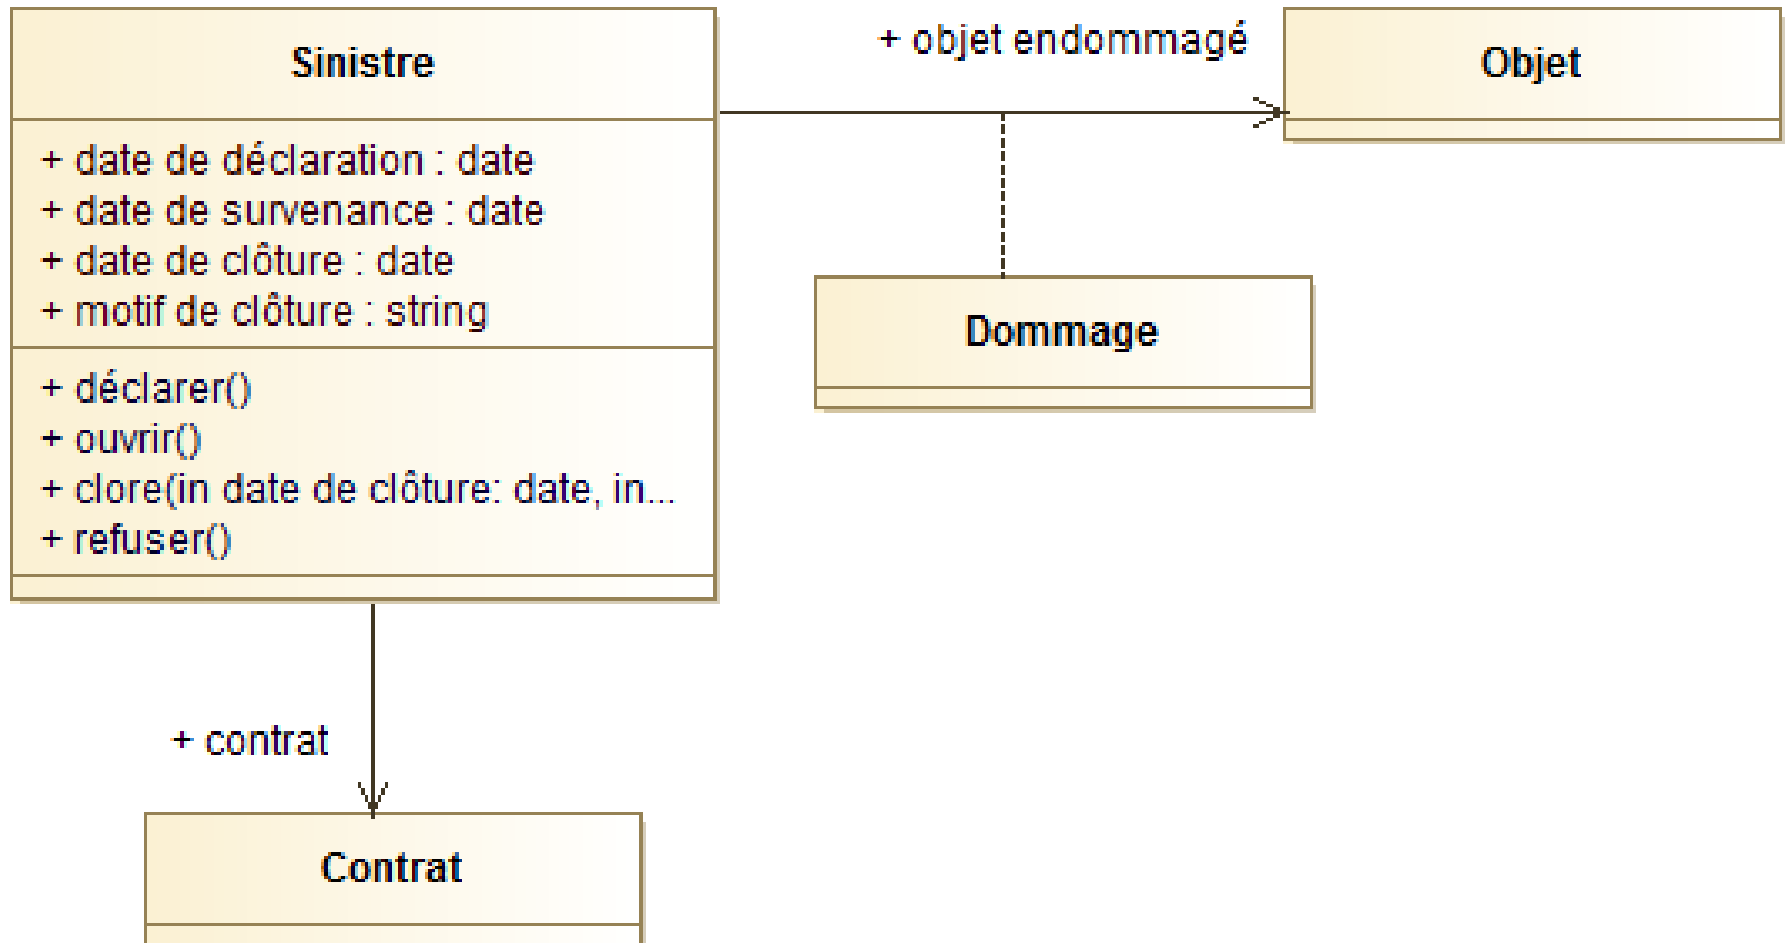 Sinistre
+ date de déclaration : date
+ date de survenance : date
+ date de clôture : date
+ motif de clôture : string
+ déclarer()
+ ouvrir()
+ clore(in date de clôture: date, in...
+ refuser()
+ objet endommagé
Objet
Dommage
+ contrat
Contrat